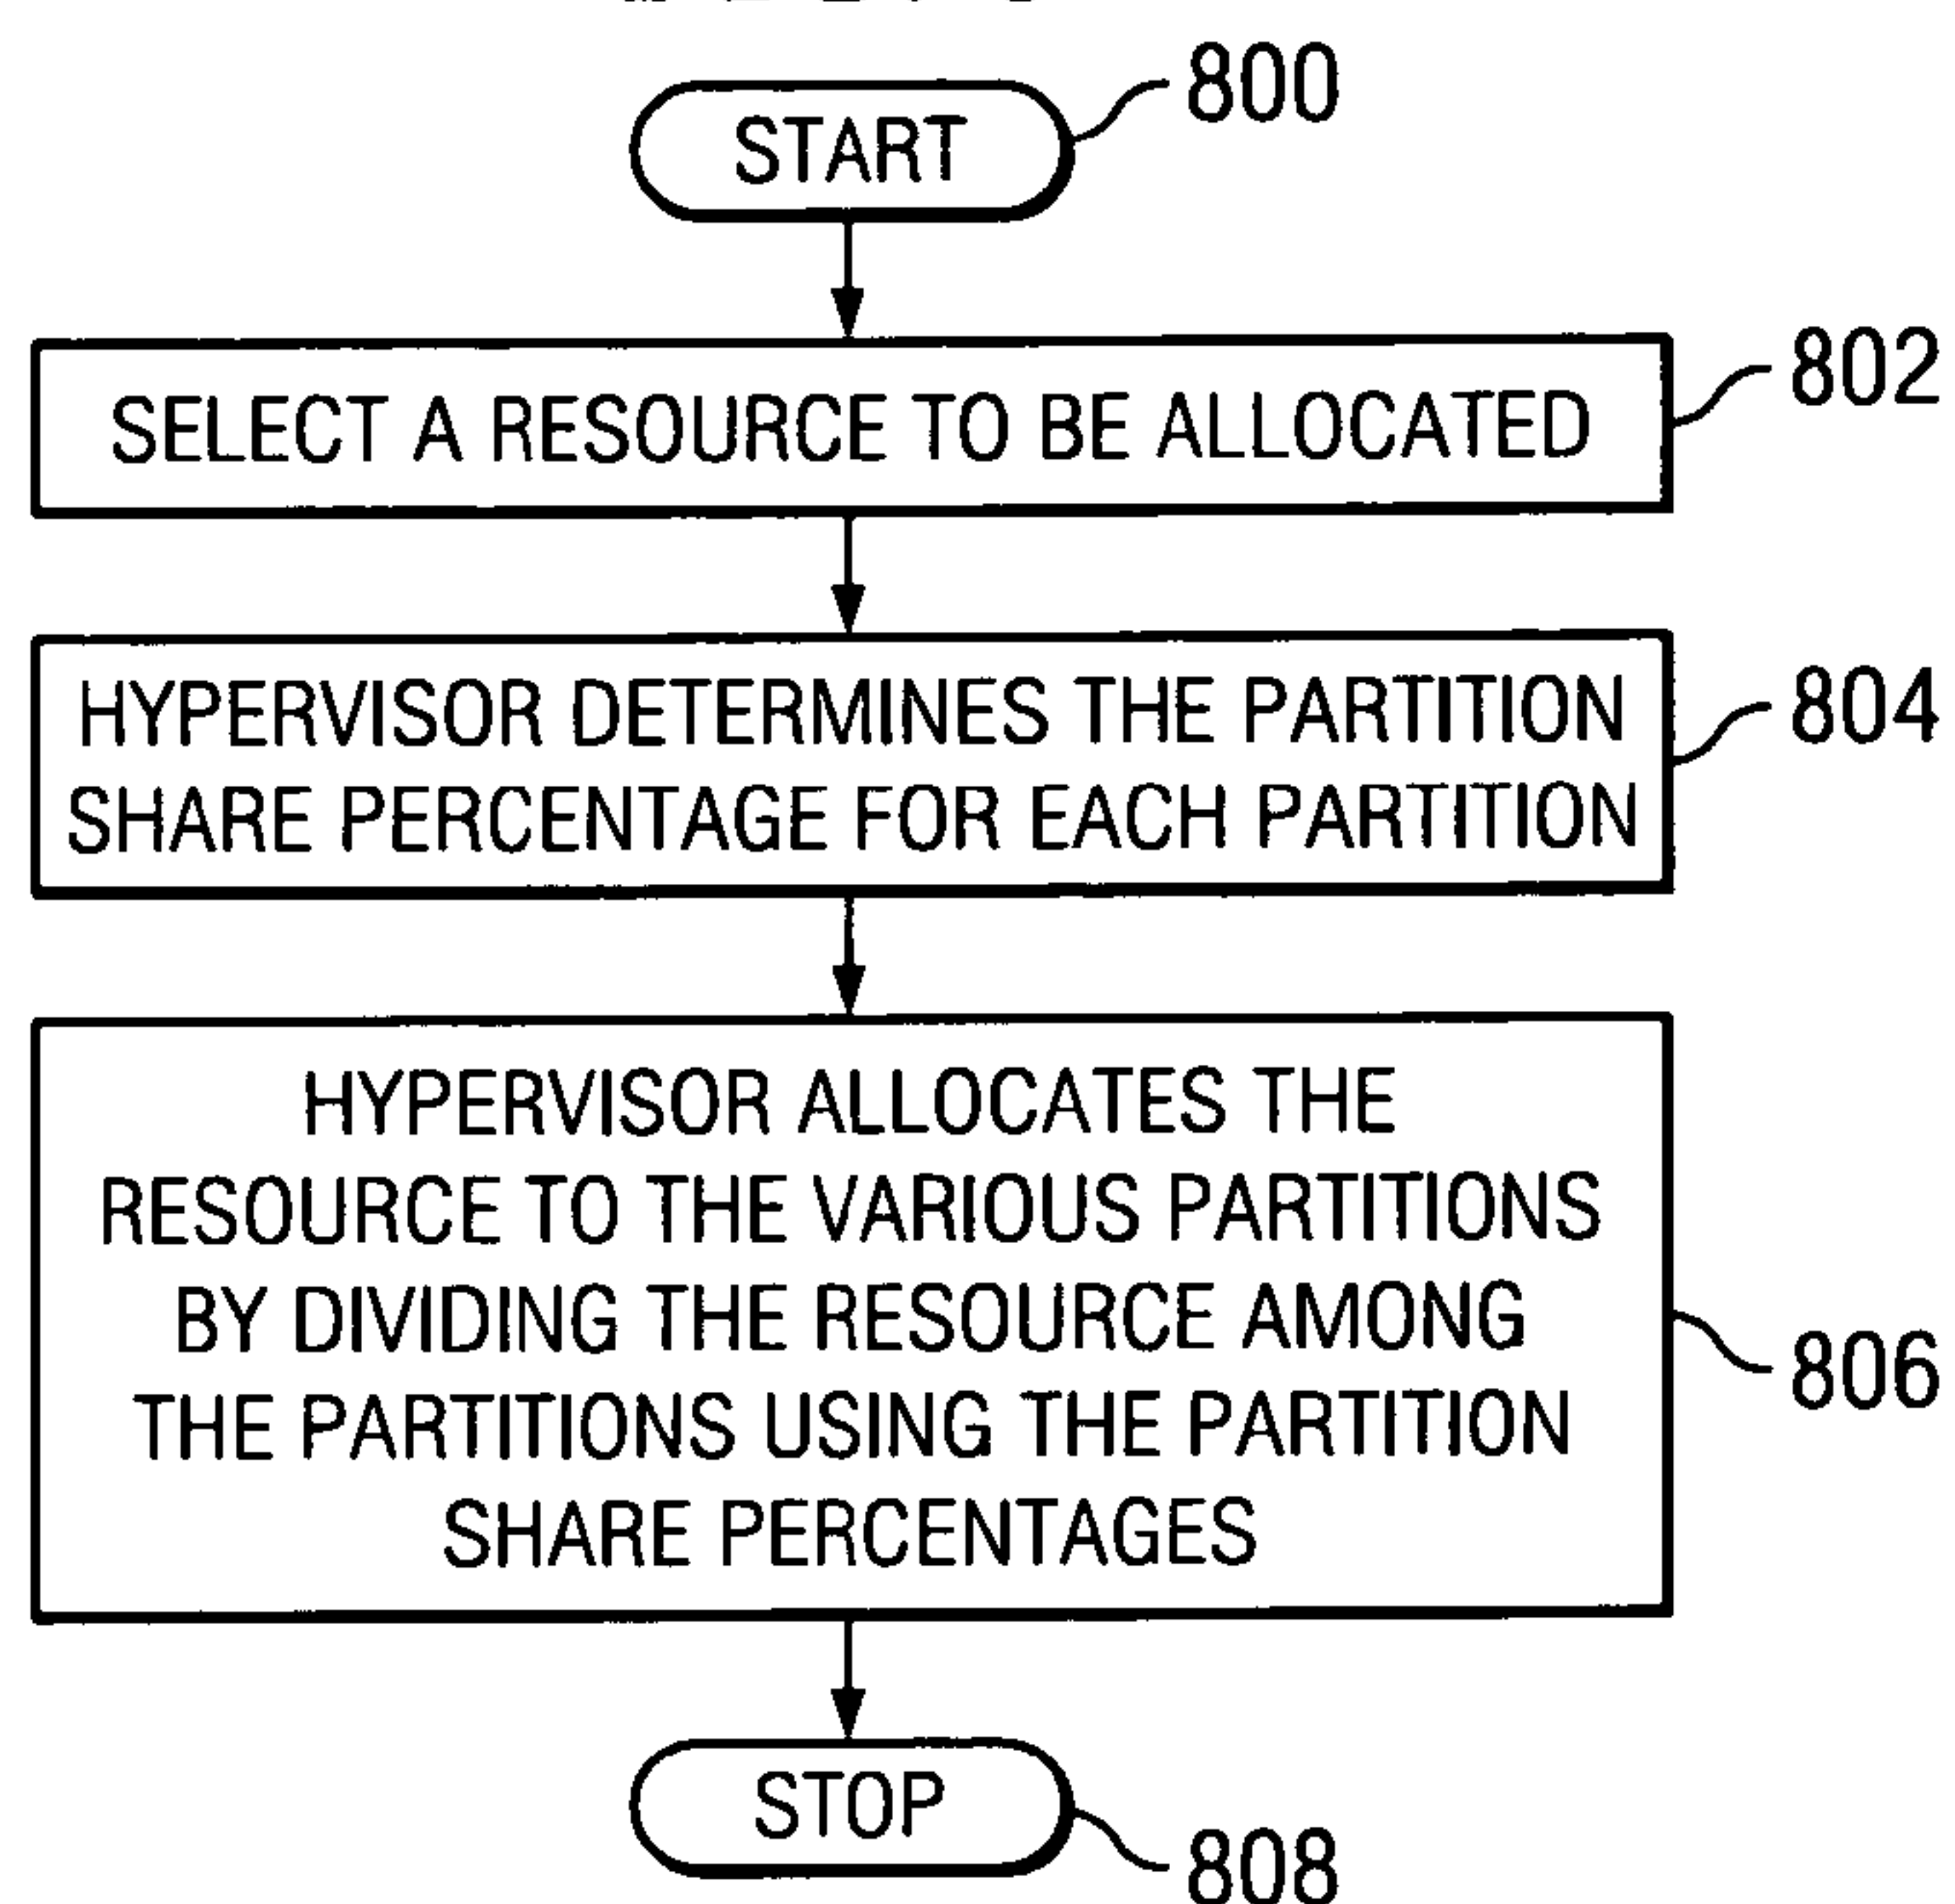 START
800
SELECT A RESOURCE TO BE ALLOCATED
802
HYPERVISOR DETERMINES THE PARTITION
SHARE PERCENTAGE FOR EACH PARTITION
804
HYPERVISOR ALLOCATES THE
RESOURCE TO THE VARIOUS PARTITIONS
BY DIVIDING THE RESOURCE AMONG
THE PARTITIONS USING THE PARTITION
SHARE PERCENTAGES
806
STOP
808